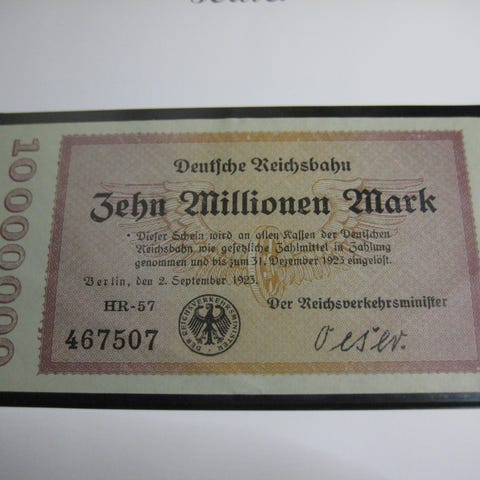 10000000
Deutsche Reichsbahn
Zehn Millionen Mark
• Dieser Schein wird an allen Kassen der Deutschen
Reichsbahn wie gesetzliche Zahlmittel in Zahlung
genommen und bis zum 31. Dezember 1923 eingelöst.
Berlin, den 2. September 1923.
HR-57
Der Reichsverkehrsminister
467507
DER REICHSVERKEHRSMINISTER
Oeser.